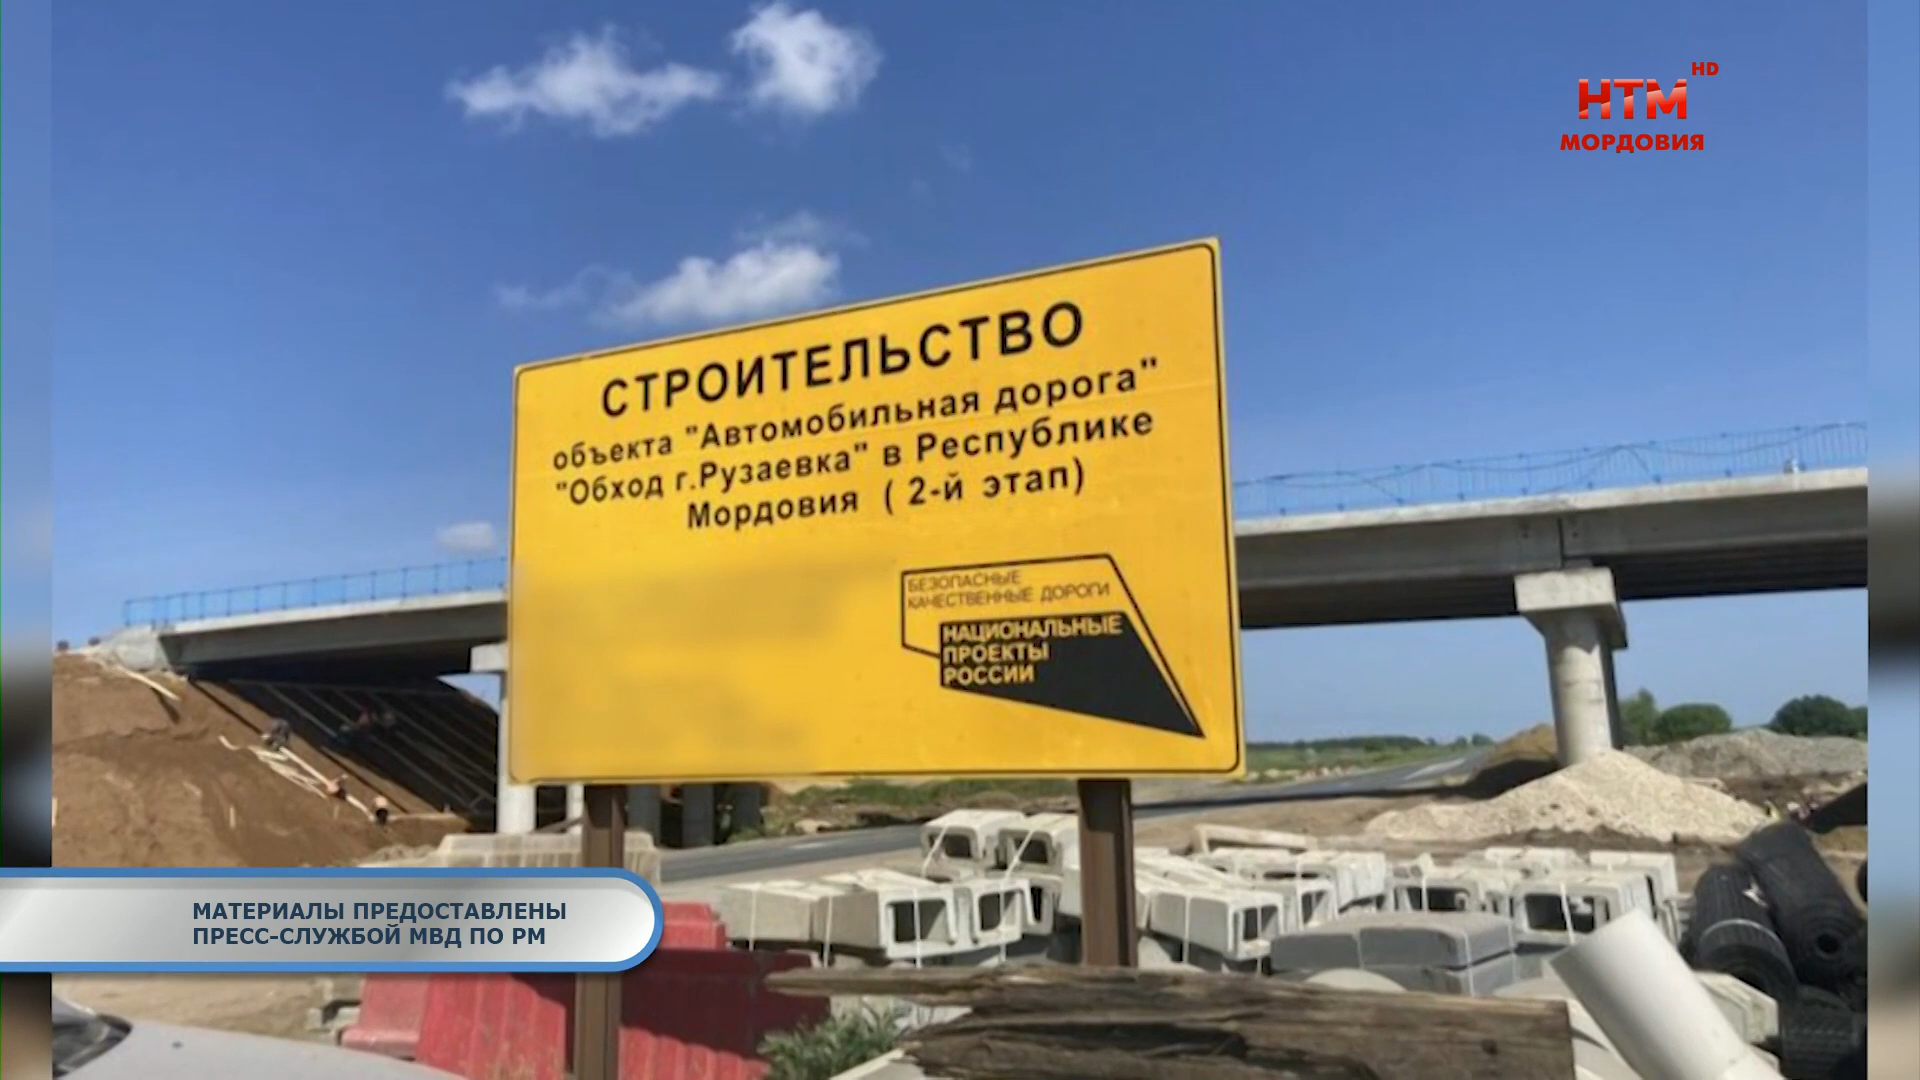 HD
НТМ
МОРДОВИЯ
СТРОИТЕЛЬСТВО
объекта "Автомобильная дорога"
"Обход г.Рузаевка" в Республике
Мордовия ( 2-й этап)
БЕЗОПАСНЫЕ
КАЧЕСТВЕННЫЕ ДОРОГИ
НАЦИОНАЛЬНЫЕ
ПРОЕКТЫ
РОССИИ
МАТЕРИАЛЫ ПРЕДОСТАВЛЕНЫ
ПРЕСС-СЛУЖБОЙ МВД ПО РМ